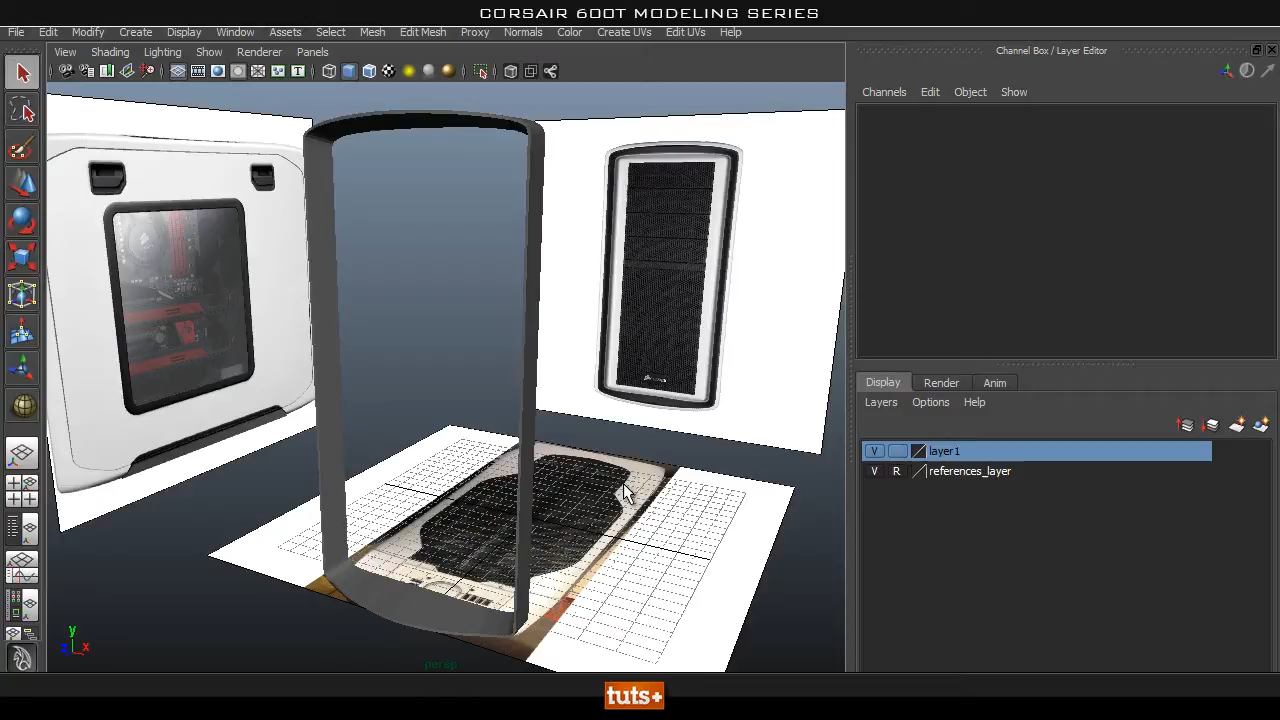 CORSAIR 600T MODELING SERIES
File Edit Modify Create Display Window Assets Select Mesh Edit Mesh Proxy Normals Color Create UVs Edit UVs Help
View Shading Lighting Show Renderer Panels
Channel Box / Layer Editor
Channels Edit Object Show
Display Render Anim
Layers Options Help
V layer1
V R references_layer
y
z x
persp
tuts+